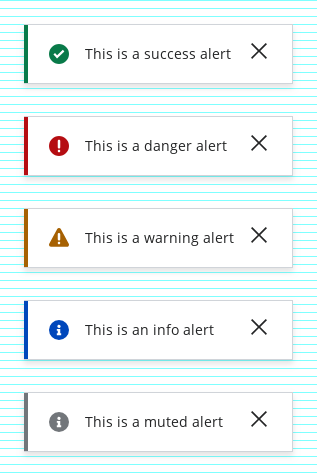 This is a success alert
This is a danger alert
This is a warning alert
This is an info alert
This is a muted alert